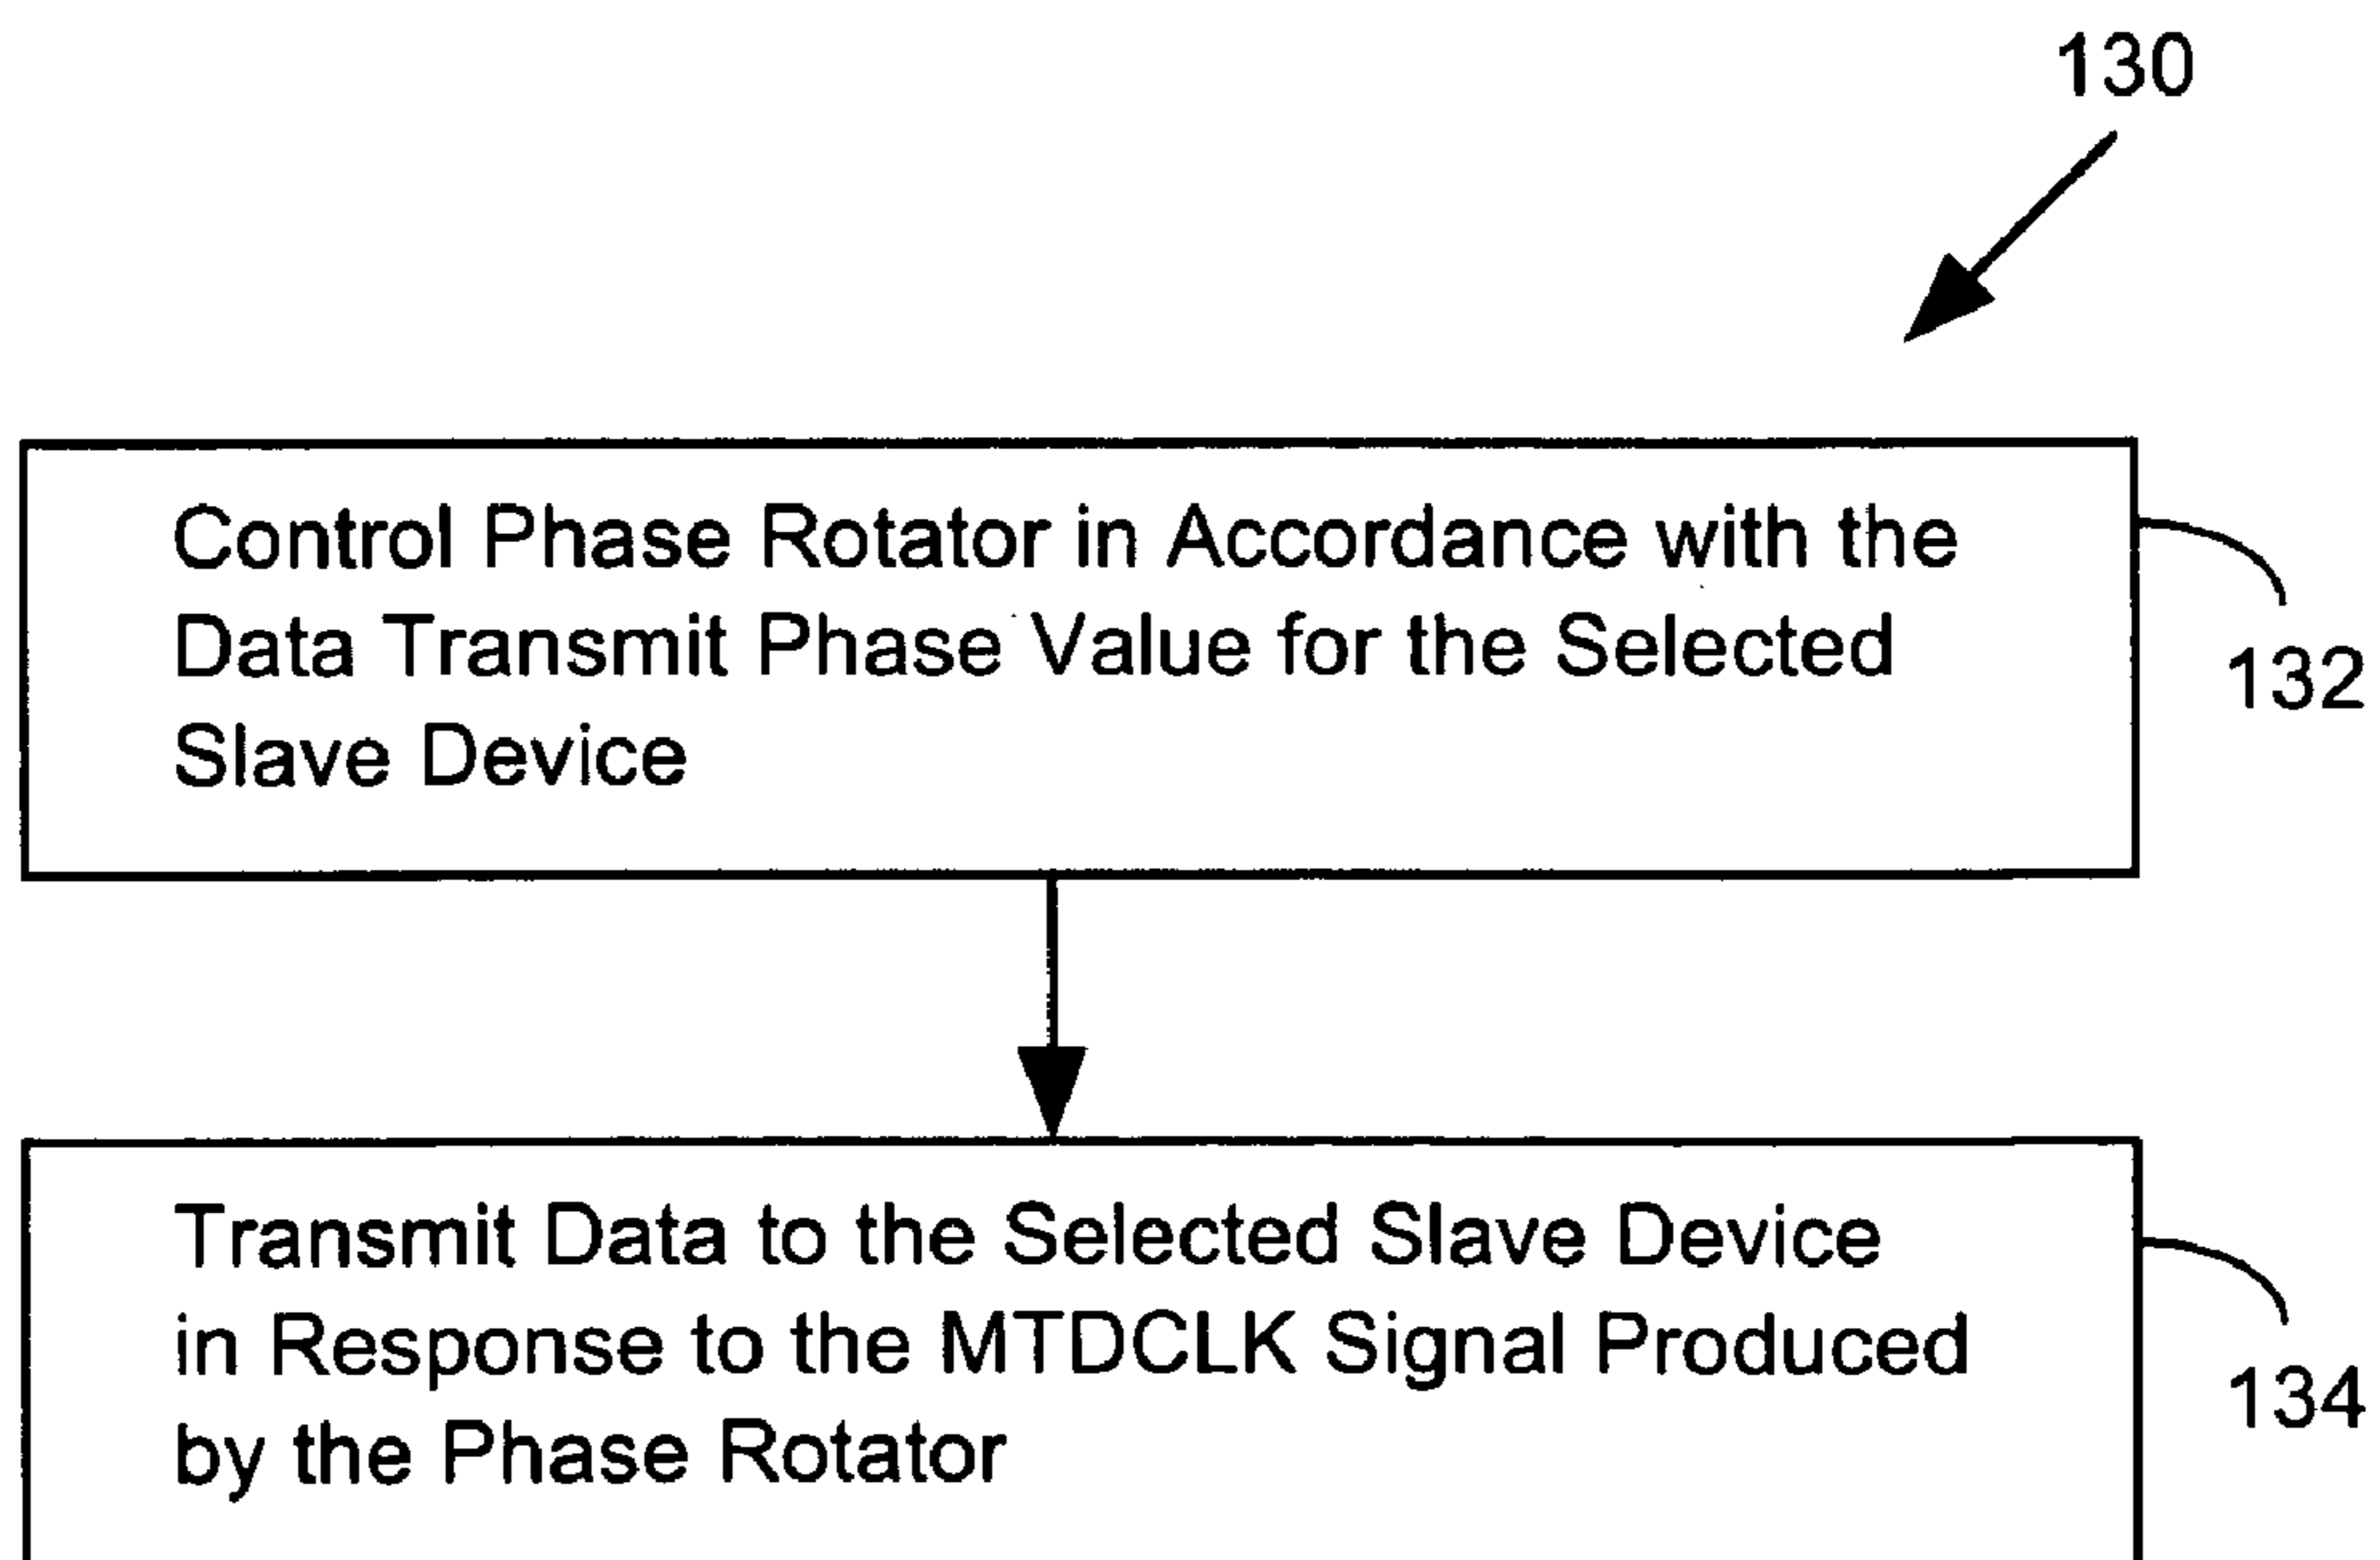 130
Control Phase Rotator in Accordance with the
Data Transmit Phase Value for the Selected
Slave Device
132
Transmit Data to the Selected Slave Device
in Response to the MTDCLK Signal Produced
by the Phase Rotator
134